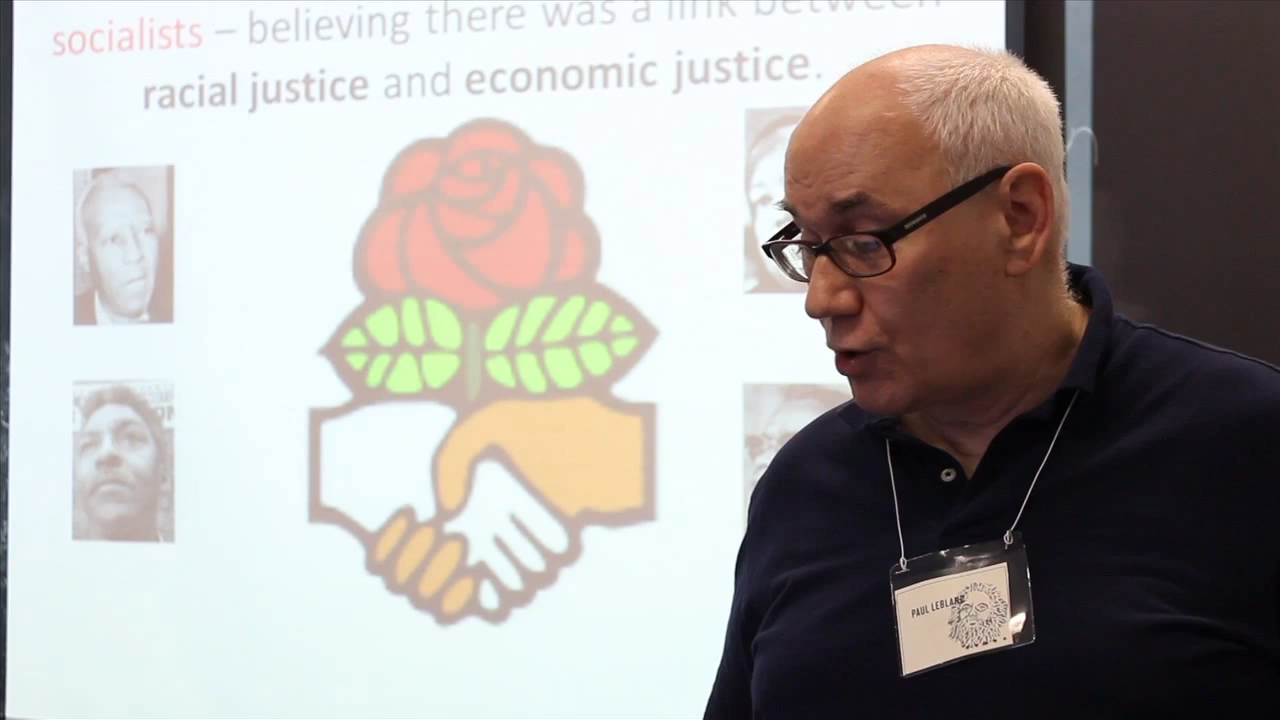 socialists – believing there was a link between
racial justice and economic justice.
PAUL LEBLANC